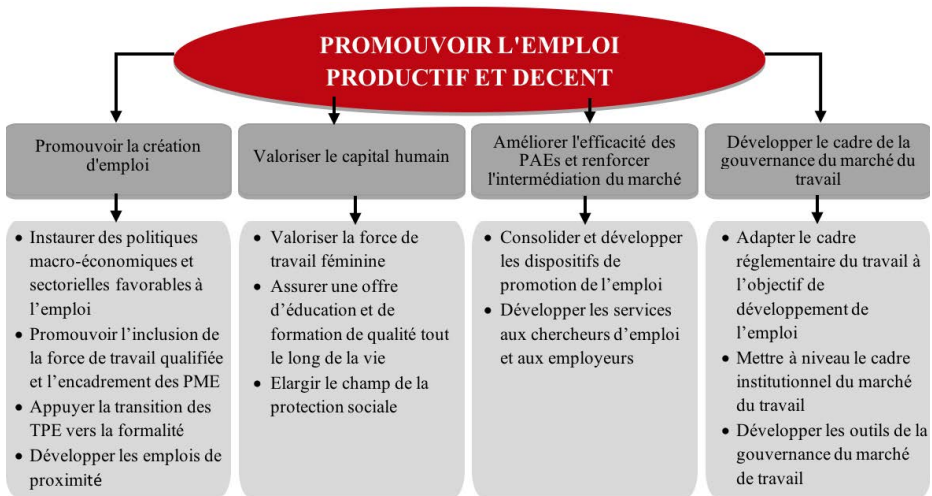 PROMOUVOIR L'EMPLOI
PRODUCTIF ET DECENT
Promouvoir la création
d'emploi
• Instaurer des politiques
macro-économiques et
sectorielles favorables à
l’emploi
• Promouvoir l’inclusion de
la force de travail qualifiée
et l’encadrement des PME
• Appuyer la transition des
TPE vers la formalité
• Développer les emplois de
proximité
Valoriser le capital humain
• Valoriser la force de
travail féminine
• Assurer une offre
d’éducation et de
formation de qualité tout
le long de la vie
• Elargir le champ de la
protection sociale
Améliorer l'efficacité des
PAEs et renforcer
l'intermédiation du marché
• Consolider et développer
les dispositifs de
promotion de l’emploi
• Développer les services
aux chercheurs d’emploi
et aux employeurs
Développer le cadre de la
gouvernance du marché du
travail
• Adapter le cadre
réglementaire du travail à
l’objectif de
développement de
l’emploi
• Mettre à niveau le cadre
institutionnel du marché
du travail
• Développer les outils de la
gouvernance du marché
de travail